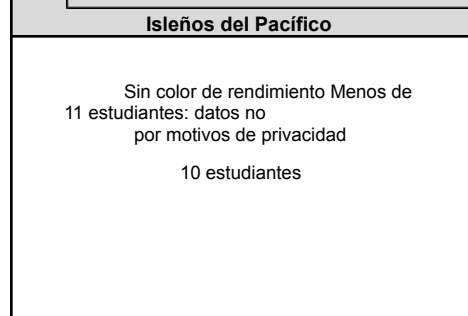 Isleños del Pacífico
Sin color de rendimiento Menos de
11 estudiantes: datos no
por motivos de privacidad
10 estudiantes